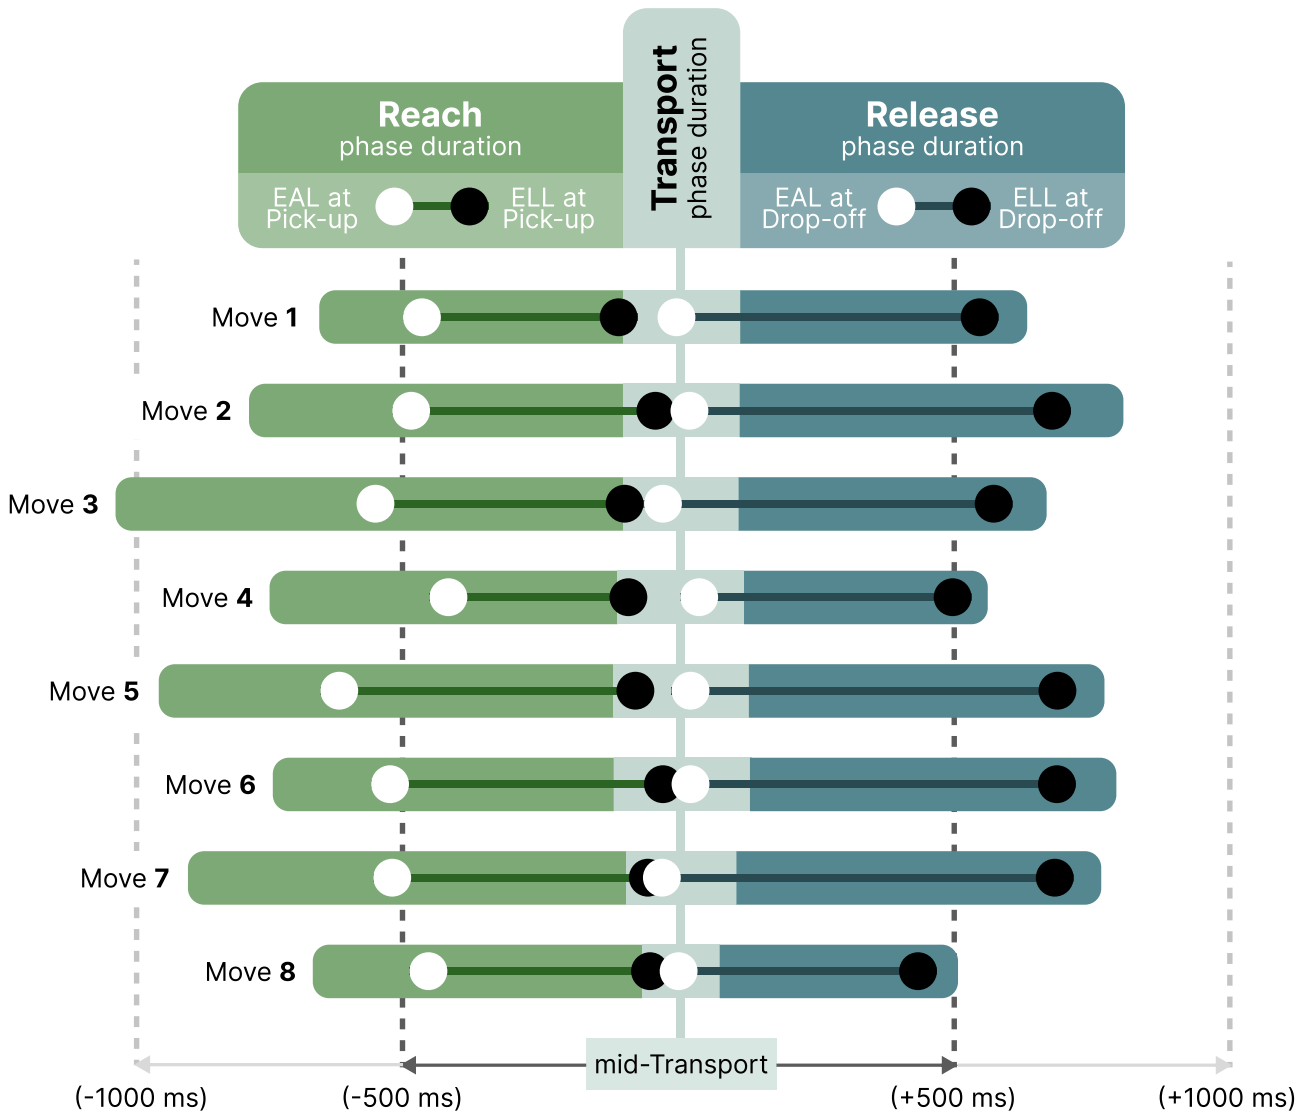 Transport
phase duration
Reach
phase duration
EAL at
Pick-up
ELL at
Pick-up
Release
phase duration
EAL at
Drop-off
ELL at
Drop-off
Move 1
Move 2
Move 3
Move 4
Move 5
Move 6
Move 7
Move 8
mid-Transport
(-1000 ms)
(-500 ms)
(+500 ms)
(+1000 ms)